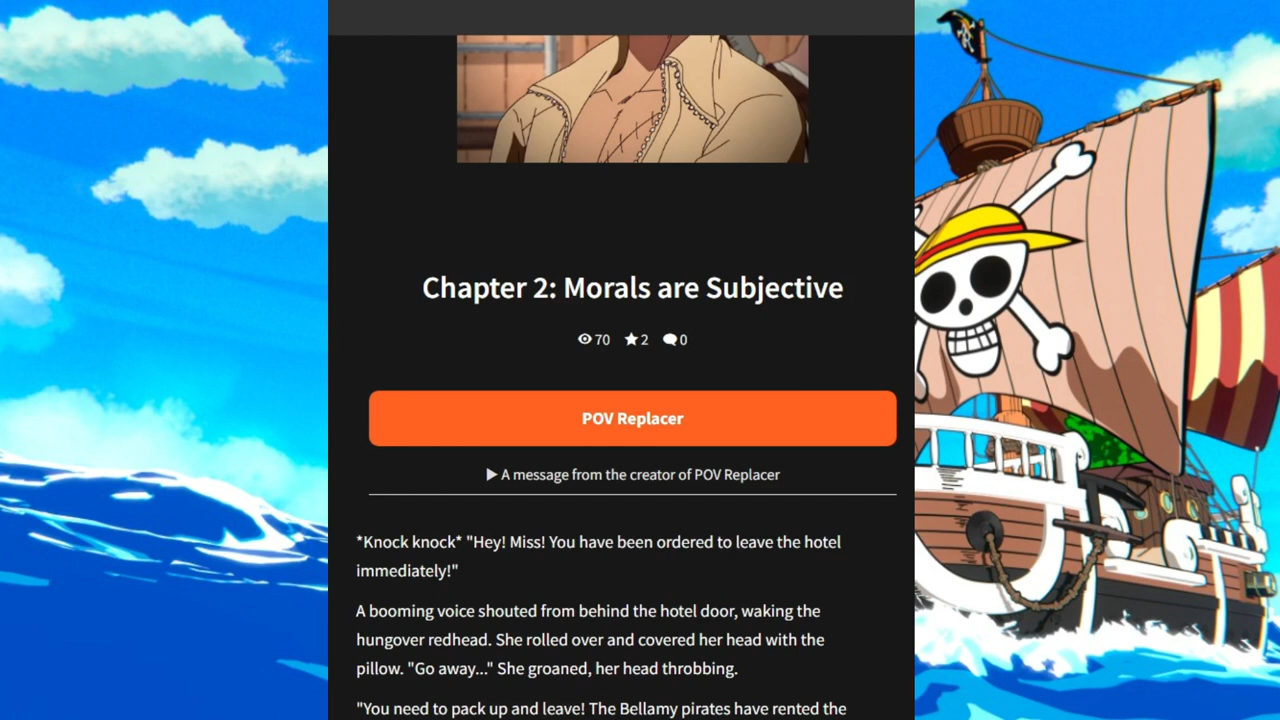 Chapter 2: Morals are Subjective
70 2 0
POV Replacer
▶ A message from the creator of POV Replacer
*Knock knock* "Hey! Miss! You have been ordered to leave the hotel
immediately!"
A booming voice shouted from behind the hotel door, waking the
hungover redhead. She rolled over and covered her head with the
pillow. "Go away..." She groaned, her head throbbing.
"You need to pack up and leave! The Bellamy pirates have rented the